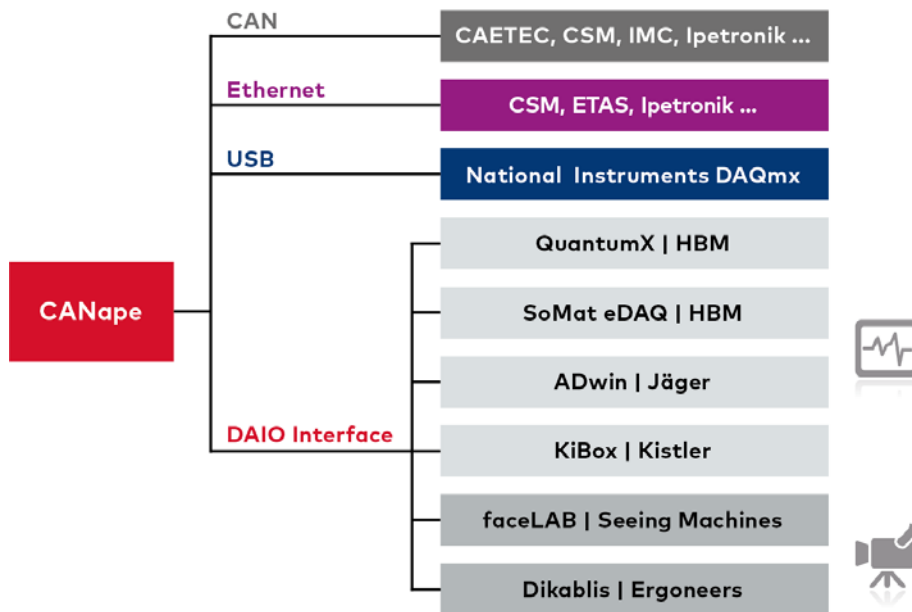 CAN
CAETEC, CSM, IMC, Ipetronik ...
Ethernet
CSM, ETAS, Ipetronik ...
USB
National Instruments DAQmx
QuantumX | HBM
CANape
SoMat eDAQ | HBM
ADwin | Jäger
DAIO Interface
KiBox | Kistler
faceLAB | Seeing Machines
Dikablis | Ergoneers